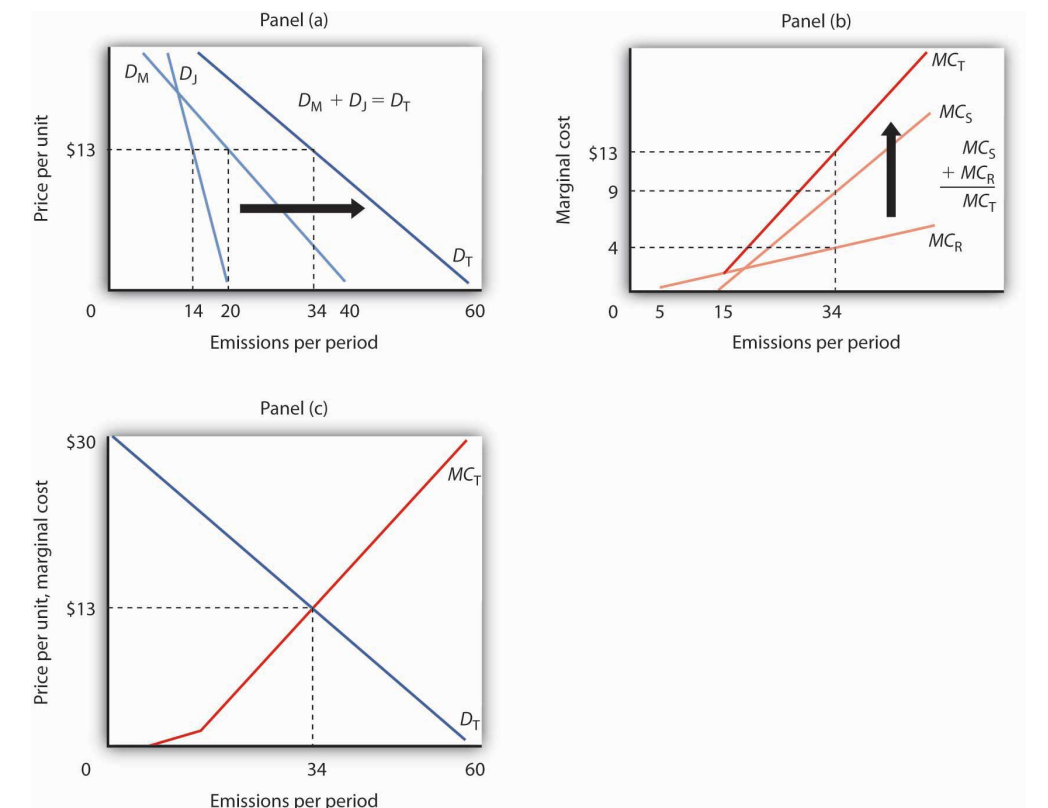 Panel (a)
D_M
D_J
D_M + D_J = D_T
Price per unit
$13
D_T
0
14
20
34
40
60
Emissions per period
Panel (b)
MC_T
MC_S
Marginal cost
$13
9
4
MC_S
+ MC_R
MC_T
MC_R
0
5
15
34
Emissions per period
Panel (c)
$30
MC_T
Price per unit, marginal cost
$13
D_T
0
34
60
Emissions per period